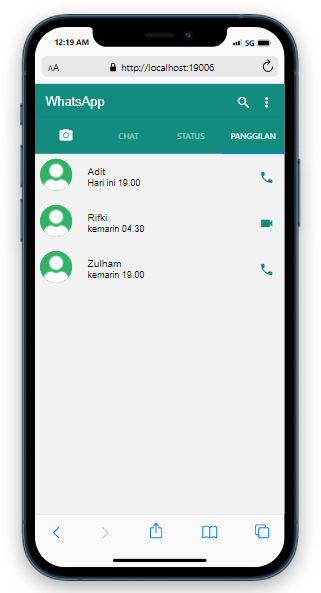 12:19 AM 5G
AA http://localhost:19006
WhatsApp
CHAT STATUS PANGGILAN
Adit
Hari ini 19.00
Rifki
kemarin 04.30
Zulham
kemarin 19.00